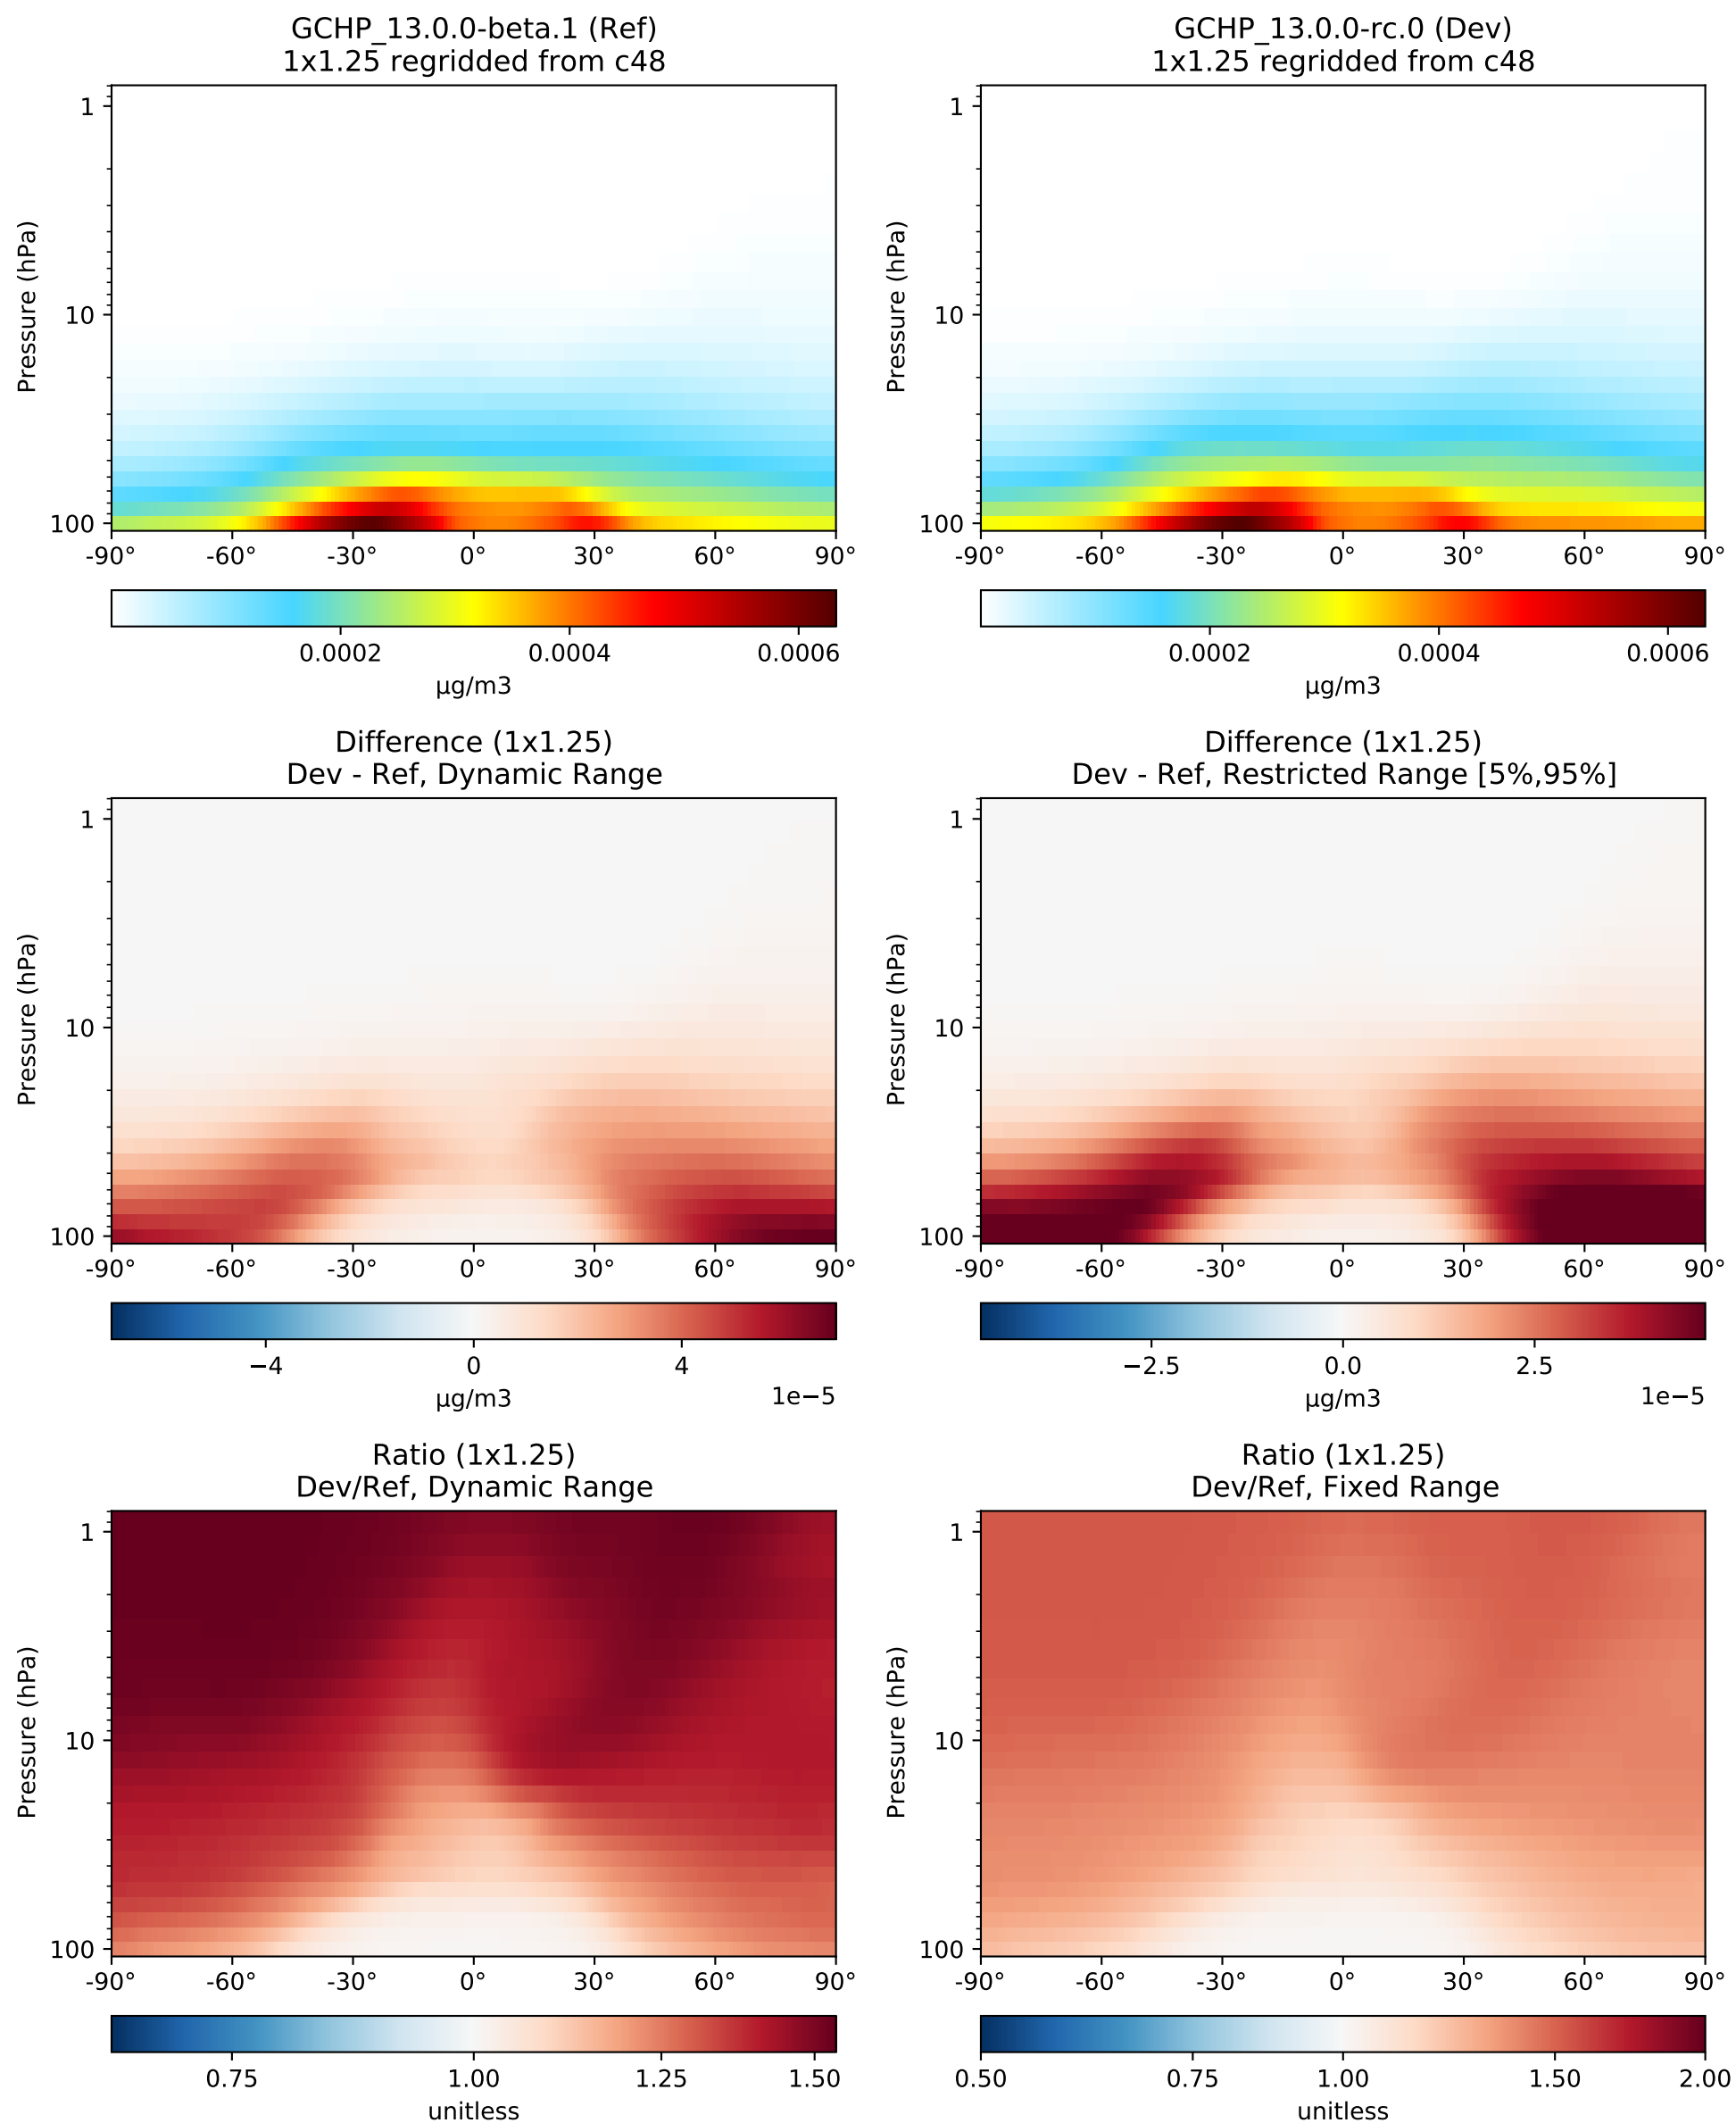 GCHP_13.0.0-beta.1 (Ref)
1x1.25 regridded from c48
Pressure (hPa)
1
10
100
-90° -60° -30° 0° 30° 60° 90°
0.0002 0.0004 0.0006
µg/m3
GCHP_13.0.0-rc.0 (Dev)
1x1.25 regridded from c48
Pressure (hPa)
1
10
100
-90° -60° -30° 0° 30° 60° 90°
0.0002 0.0004 0.0006
µg/m3
Difference (1x1.25)
Dev - Ref, Dynamic Range
Pressure (hPa)
1
10
100
-90° -60° -30° 0° 30° 60° 90°
−4 0 4
µg/m3 1e−5
Difference (1x1.25)
Dev - Ref, Restricted Range [5%,95%]
Pressure (hPa)
1
10
100
-90° -60° -30° 0° 30° 60° 90°
−2.5 0.0 2.5
µg/m3 1e−5
Ratio (1x1.25)
Dev/Ref, Dynamic Range
Pressure (hPa)
1
10
100
-90° -60° -30° 0° 30° 60° 90°
0.75 1.00 1.25 1.50
unitless
Ratio (1x1.25)
Dev/Ref, Fixed Range
Pressure (hPa)
1
10
100
-90° -60° -30° 0° 30° 60° 90°
0.50 0.75 1.00 1.50 2.00
unitless